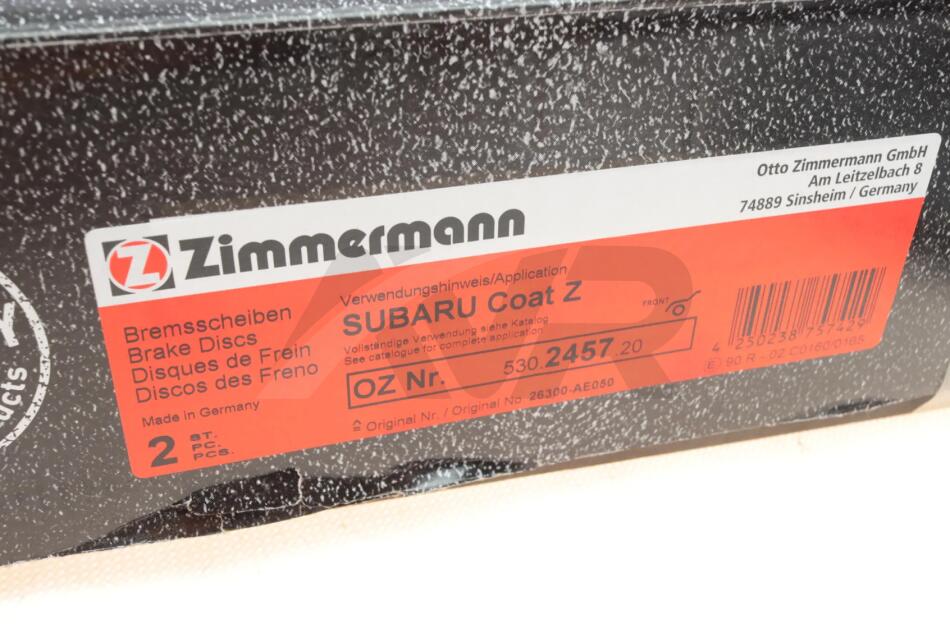 Otto Zimmermann GmbH
Am Leitzelbach 8
74889 Sinsheim / Germany
Z Zimmermann
Bremsscheiben
Brake Discs
Disques de Frein
Discos des Freno
Made in Germany
2 ST.
PC.
PCS.
Verwendungshinweis/Application
SUBARU Coat Z
Vollständige Verwendung siehe Katalog
See catalogue for complete application
OZ Nr. 530.2457.20
≙ Original Nr. / Original No. 26300-AE050
FRONT
4 250238 757429
E 90 R - 02 C0160/0165